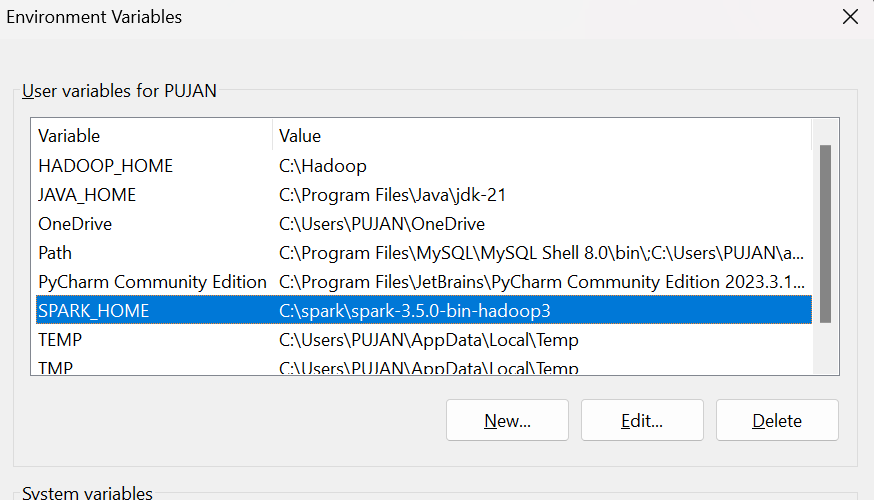 Environment Variables
User variables for PUJAN
Variable Value
HADOOP_HOME C:\Hadoop
JAVA_HOME C:\Program Files\Java\jdk-21
OneDrive C:\Users\PUJAN\OneDrive
Path C:\Program Files\MySQL\MySQL Shell 8.0\bin\;C:\Users\PUJAN\a...
PyCharm Community Edition C:\Program Files\JetBrains\PyCharm Community Edition 2023.3.1...
SPARK_HOME C:\spark\spark-3.5.0-bin-hadoop3
TEMP C:\Users\PUJAN\AppData\Local\Temp
TMP C:\Users\PUJAN\AppData\Local\Temp
New... Edit... Delete
System variables